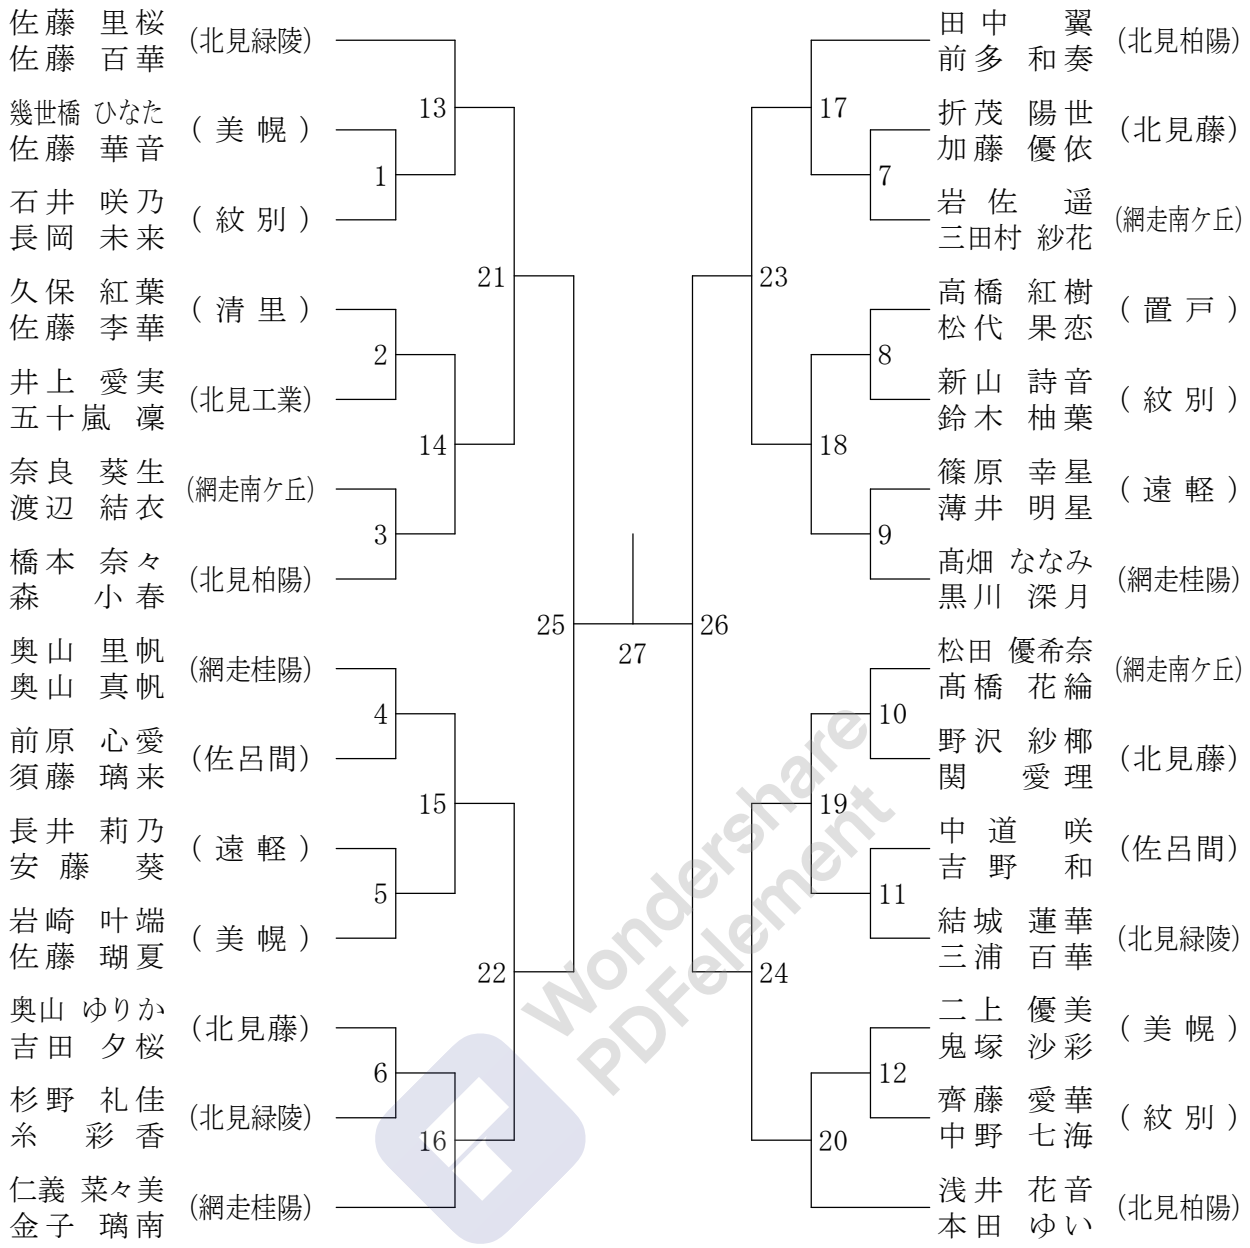 佐藤 里桜
佐藤 百華
(北見緑陵)
幾世橋 ひなた
佐藤 華音
(美幌)
石井 咲乃
長岡 未来
(紋別)
久保 紅葉
佐藤 李華
(清里)
井上 愛実
五十嵐 凜
(北見工業)
奈良 葵生
渡辺 結衣
(網走南ケ丘)
橋本 奈々
森 小春
(北見柏陽)
奥山 里帆
奥山 真帆
(網走桂陽)
前原 心愛
須藤 璃来
(佐呂間)
長井 莉乃
安藤 葵
(遠軽)
岩崎 叶端
佐藤 瑚夏
(美幌)
奥山 ゆりか
吉田 夕桜
(北見藤)
杉野 礼佳
糸 彩香
(北見緑陵)
仁義 菜々美
金子 璃南
(網走桂陽)
1
2
3
4
5
6
13
14
15
16
21
22
25
27
26
23
24
17
18
19
20
7
8
9
10
11
12
田中 翼
前多 和奏
(北見柏陽)
折茂 陽世
加藤 優依
(北見藤)
岩佐 遥
三田村 紗花
(網走南ケ丘)
高橋 紅樹
松代 果恋
(置戸)
新山 詩音
鈴木 柚葉
(紋別)
篠原 幸星
薄井 明星
(遠軽)
髙畑 ななみ
黒川 深月
(網走桂陽)
松田 優希奈
髙橋 花綸
(網走南ケ丘)
野沢 紗椰
関 愛理
(北見藤)
中道 咲
吉野 和
(佐呂間)
結城 蓮華
三浦 百華
(北見緑陵)
二上 優美
鬼塚 沙彩
(美幌)
齊藤 愛華
中野 七海
(紋別)
浅井 花音
本田 ゆい
(北見柏陽)
Wondershare
PDFelement